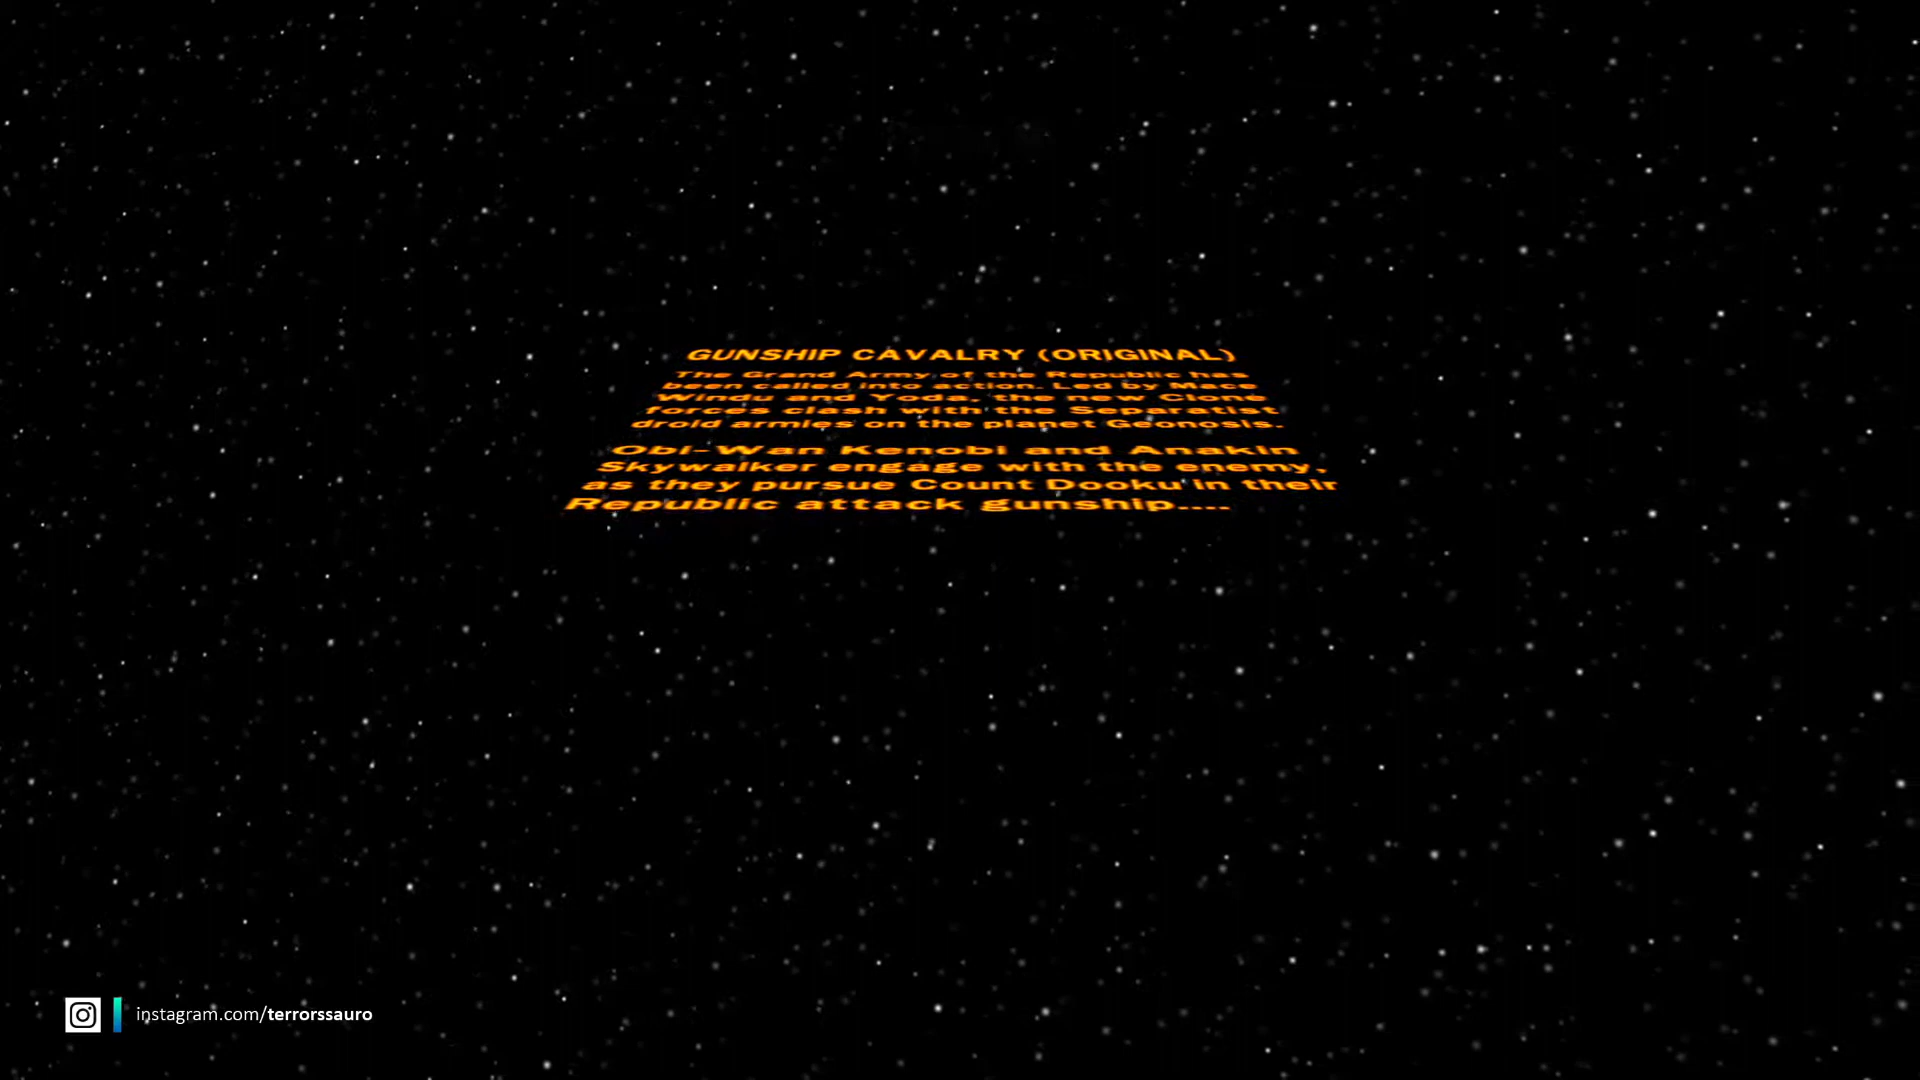 GUNSHIP CAVALRY (ORIGINAL)
The Grand Army of the Republic has
been called into action. Led by Mace
Windu and Yoda, the new Clone
forces clash with the Separatist
droid armies on the planet Geonosis.
Obi-Wan Kenobi and Anakin
Skywalker engage with the enemy,
as they pursue Count Dooku in their
Republic attack gunship....
instagram.com/terrorssauro